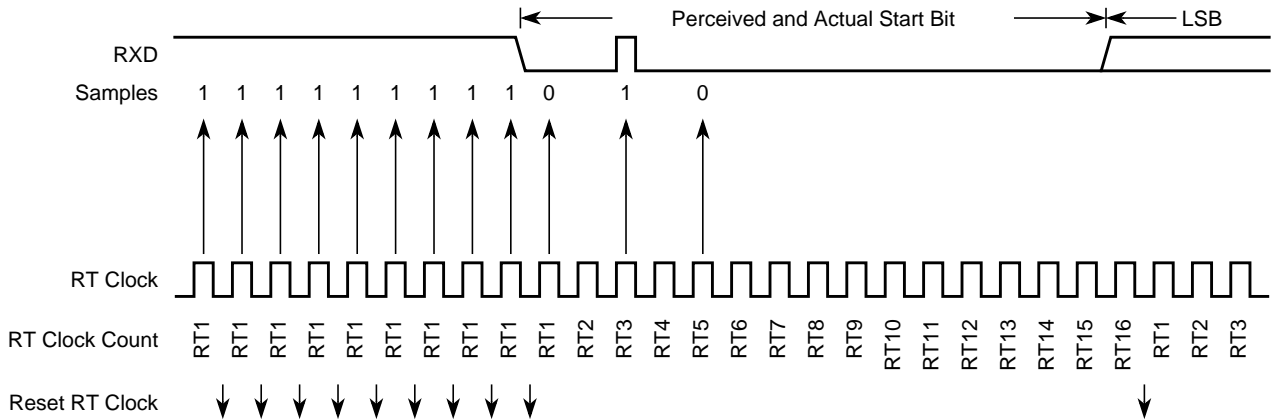 Perceived and Actual Start Bit LSB
RXD
Samples 1 1 1 1 1 1 1 1 1 0 1 0
RT Clock
RT Clock Count RT1 RT1 RT1 RT1 RT1 RT1 RT1 RT1 RT1 RT1 RT2 RT3 RT4 RT5 RT6 RT7 RT8 RT9 RT10 RT11 RT12 RT13 RT14 RT15 RT16 RT1 RT2 RT3
Reset RT Clock